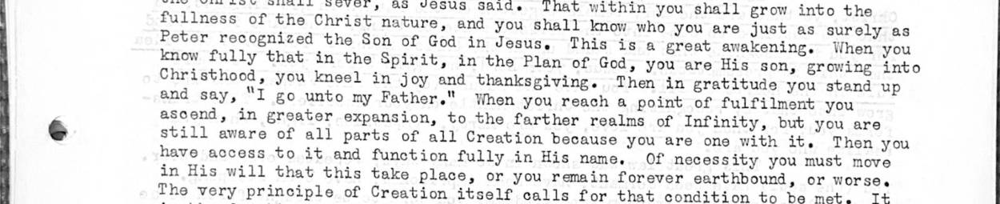 the Christ shall sever, as Jesus said. That within you shall grow into the
fullness of the Christ nature, and you shall know who you are just as surely as
Peter recognized the Son of God in Jesus. This is a great awakening. When you
know fully that in the Spirit, in the Plan of God, you are His son, growing into
Christhood, you kneel in joy and thanksgiving. Then in gratitude you stand up
and say, "I go unto my Father." When you reach a point of fulfilment you
ascend, in greater expansion, to the farther realms of Infinity, but you are
still aware of all parts of all Creation because you are one with it. Then you
have access to it and function fully in His name. Of necessity you must move
in His will that this take place, or you remain forever earthbound, or worse.
The very principle of Creation itself calls for that condition to be met. It